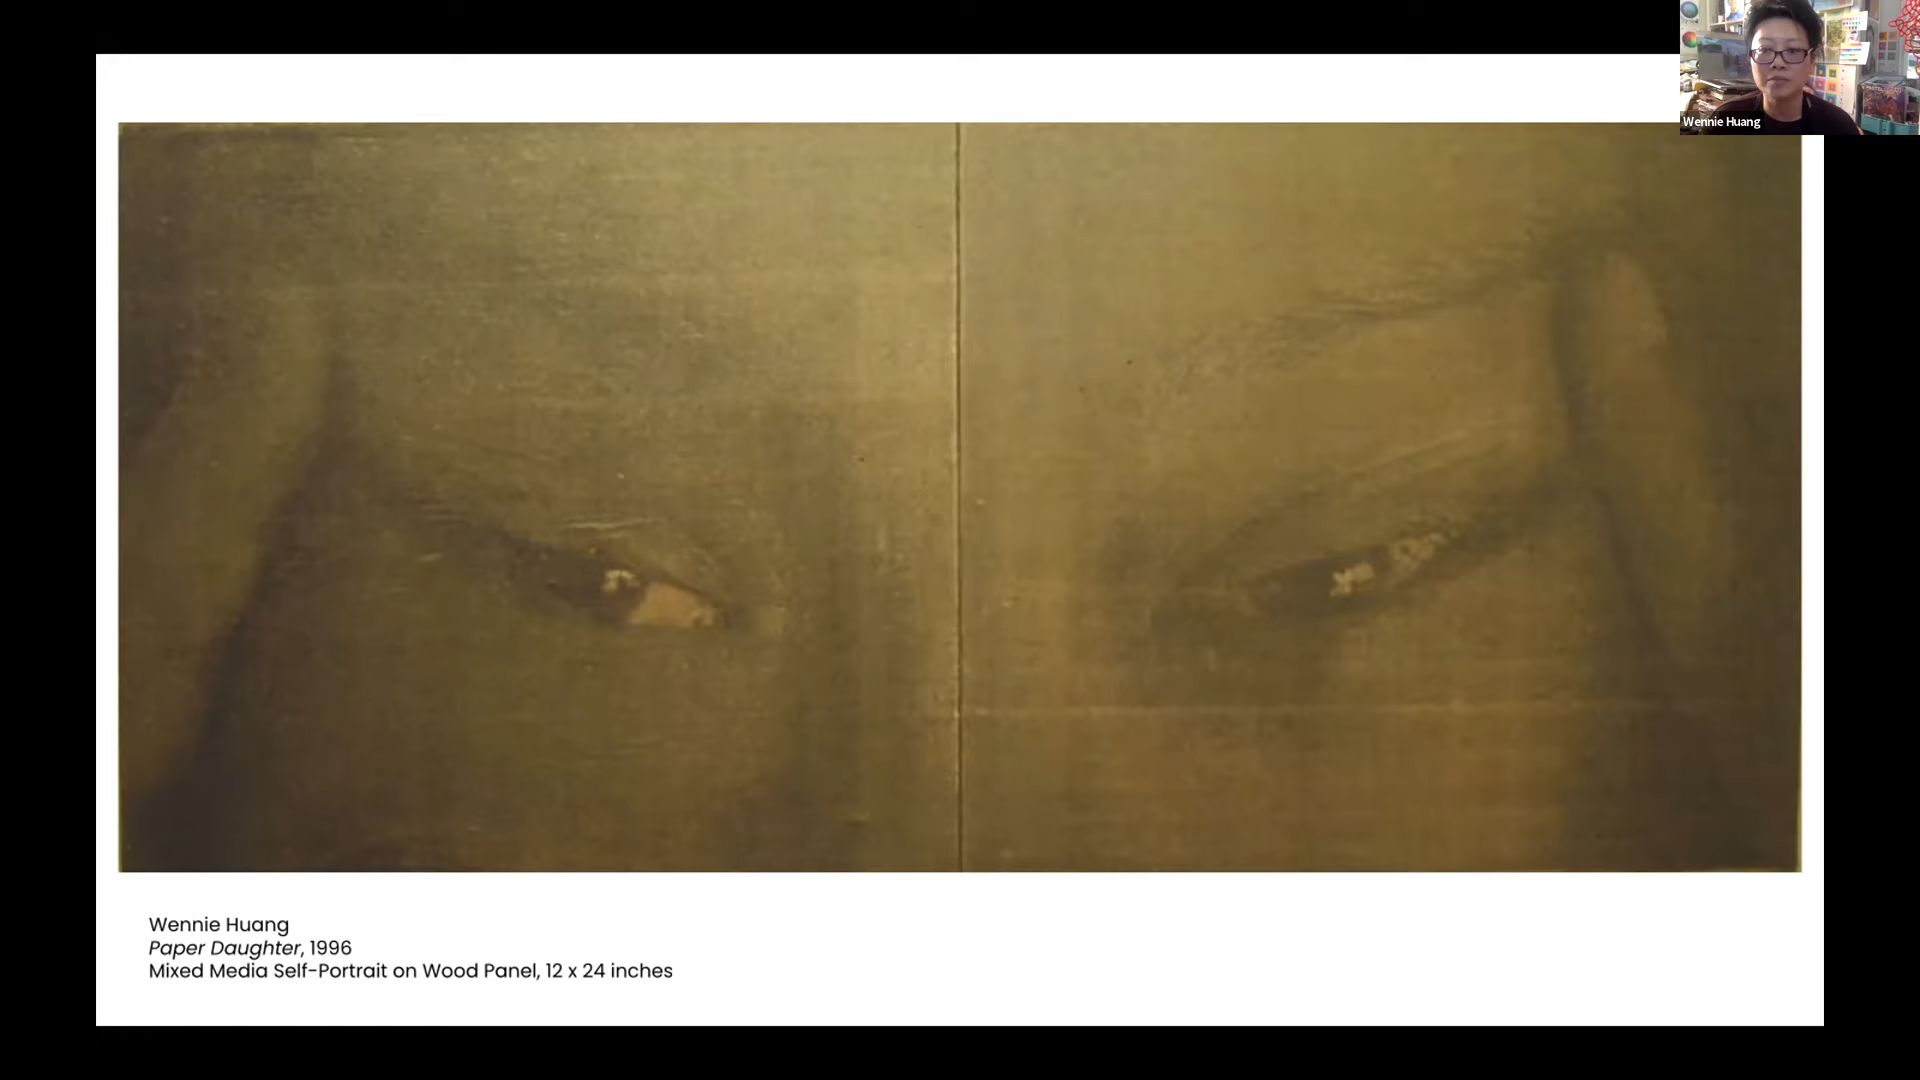 Wennie Huang
Wennie Huang
Paper Daughter, 1996
Mixed Media Self-Portrait on Wood Panel, 12 x 24 inches